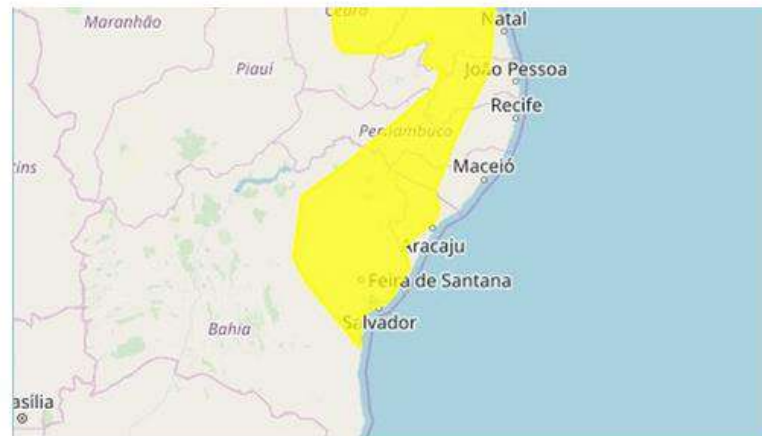 Maranhão
Ceará
Natal
Piauí
João Pessoa
Recife
Pernambuco
Maceió
Aracaju
Feira de Santana
Salvador
Bahia